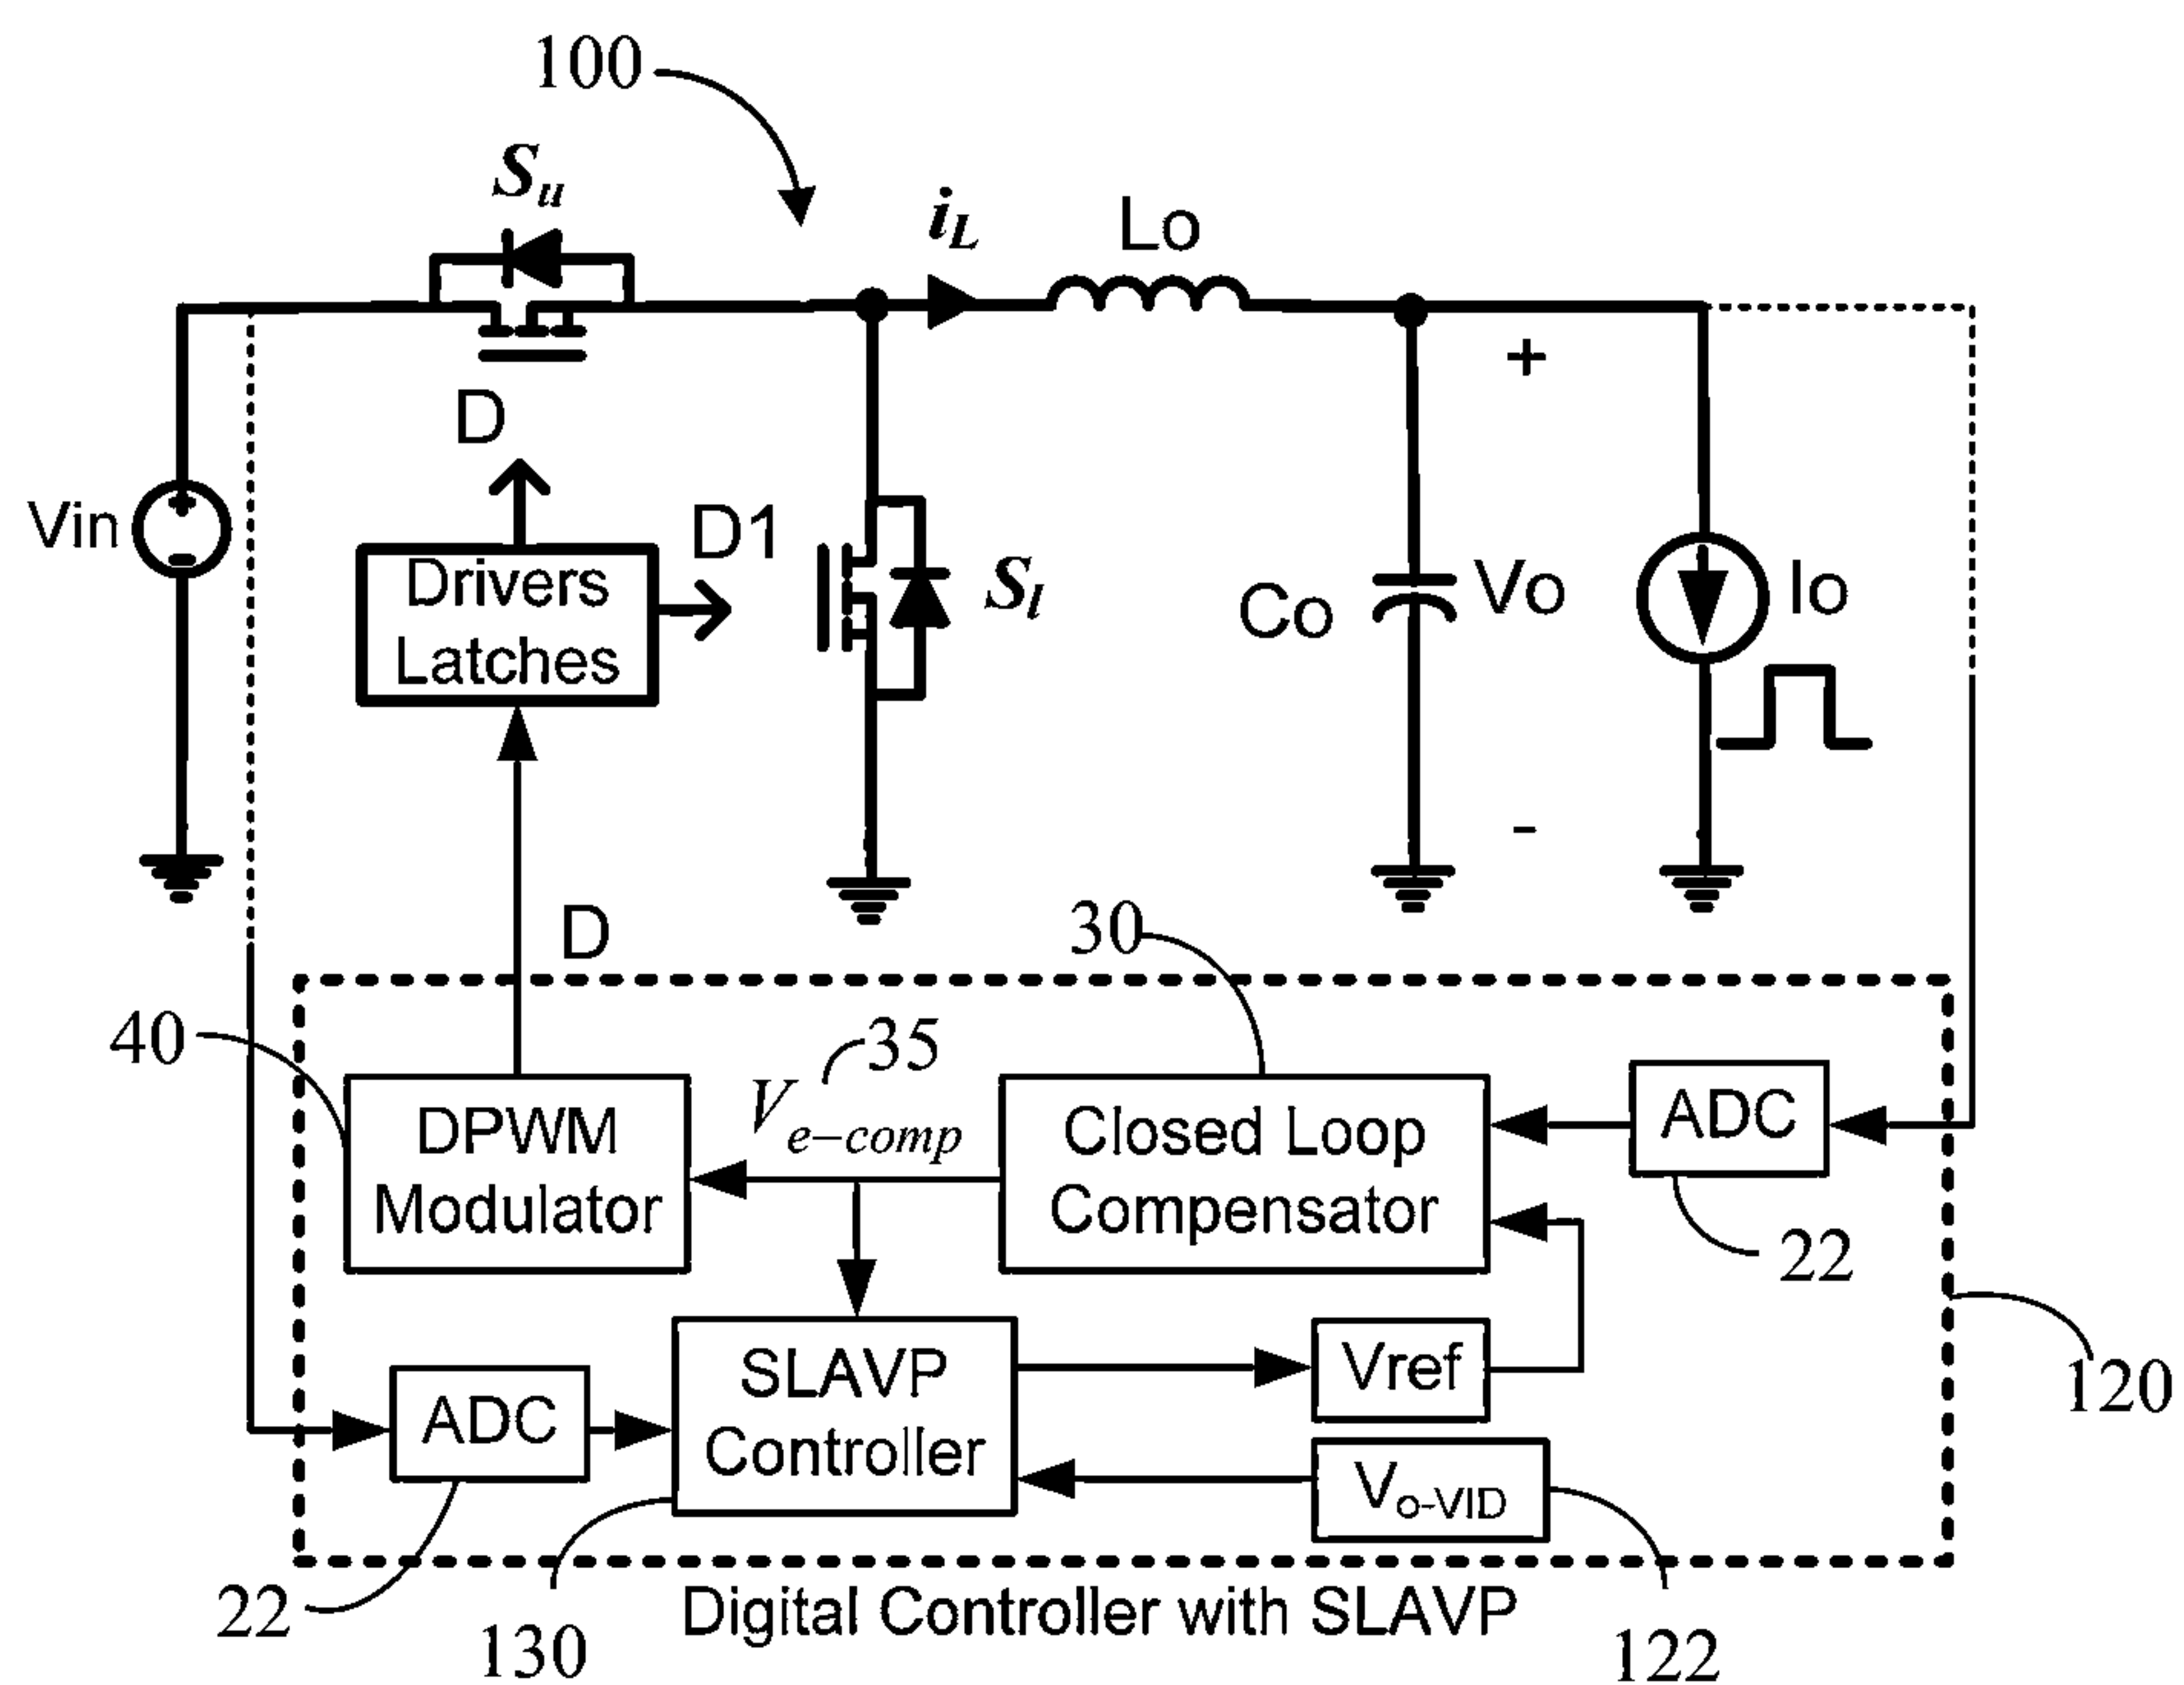 100
Su
iL
Lo
D
Vin
D1
Drivers
Latches
Sl
Co
+
Vo
-
Io
D
30
40
35
Ve-comp
DPWM
Modulator
Closed Loop
Compensator
ADC
22
SLAVP
Controller
Vref
ADC
Vo-VID
120
22
130
Digital Controller with SLAVP
122